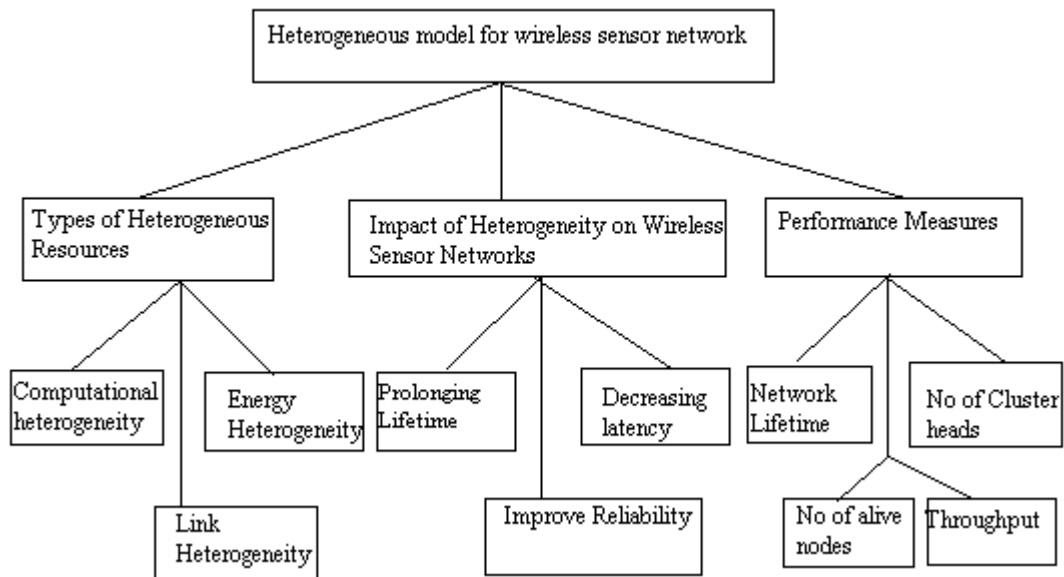 Heterogeneous model for wireless sensor network
Types of Heterogeneous
Resources
Impact of Heterogeneity on Wireless
Sensor Networks
Performance Measures
Computational
heterogeneity
Energy
Heterogeneity
Link
Heterogeneity
Prolonging
Lifetime
Decreasing
latency
Improve Reliability
Network
Lifetime
No of Cluster
heads
No of alive
nodes
Throughput